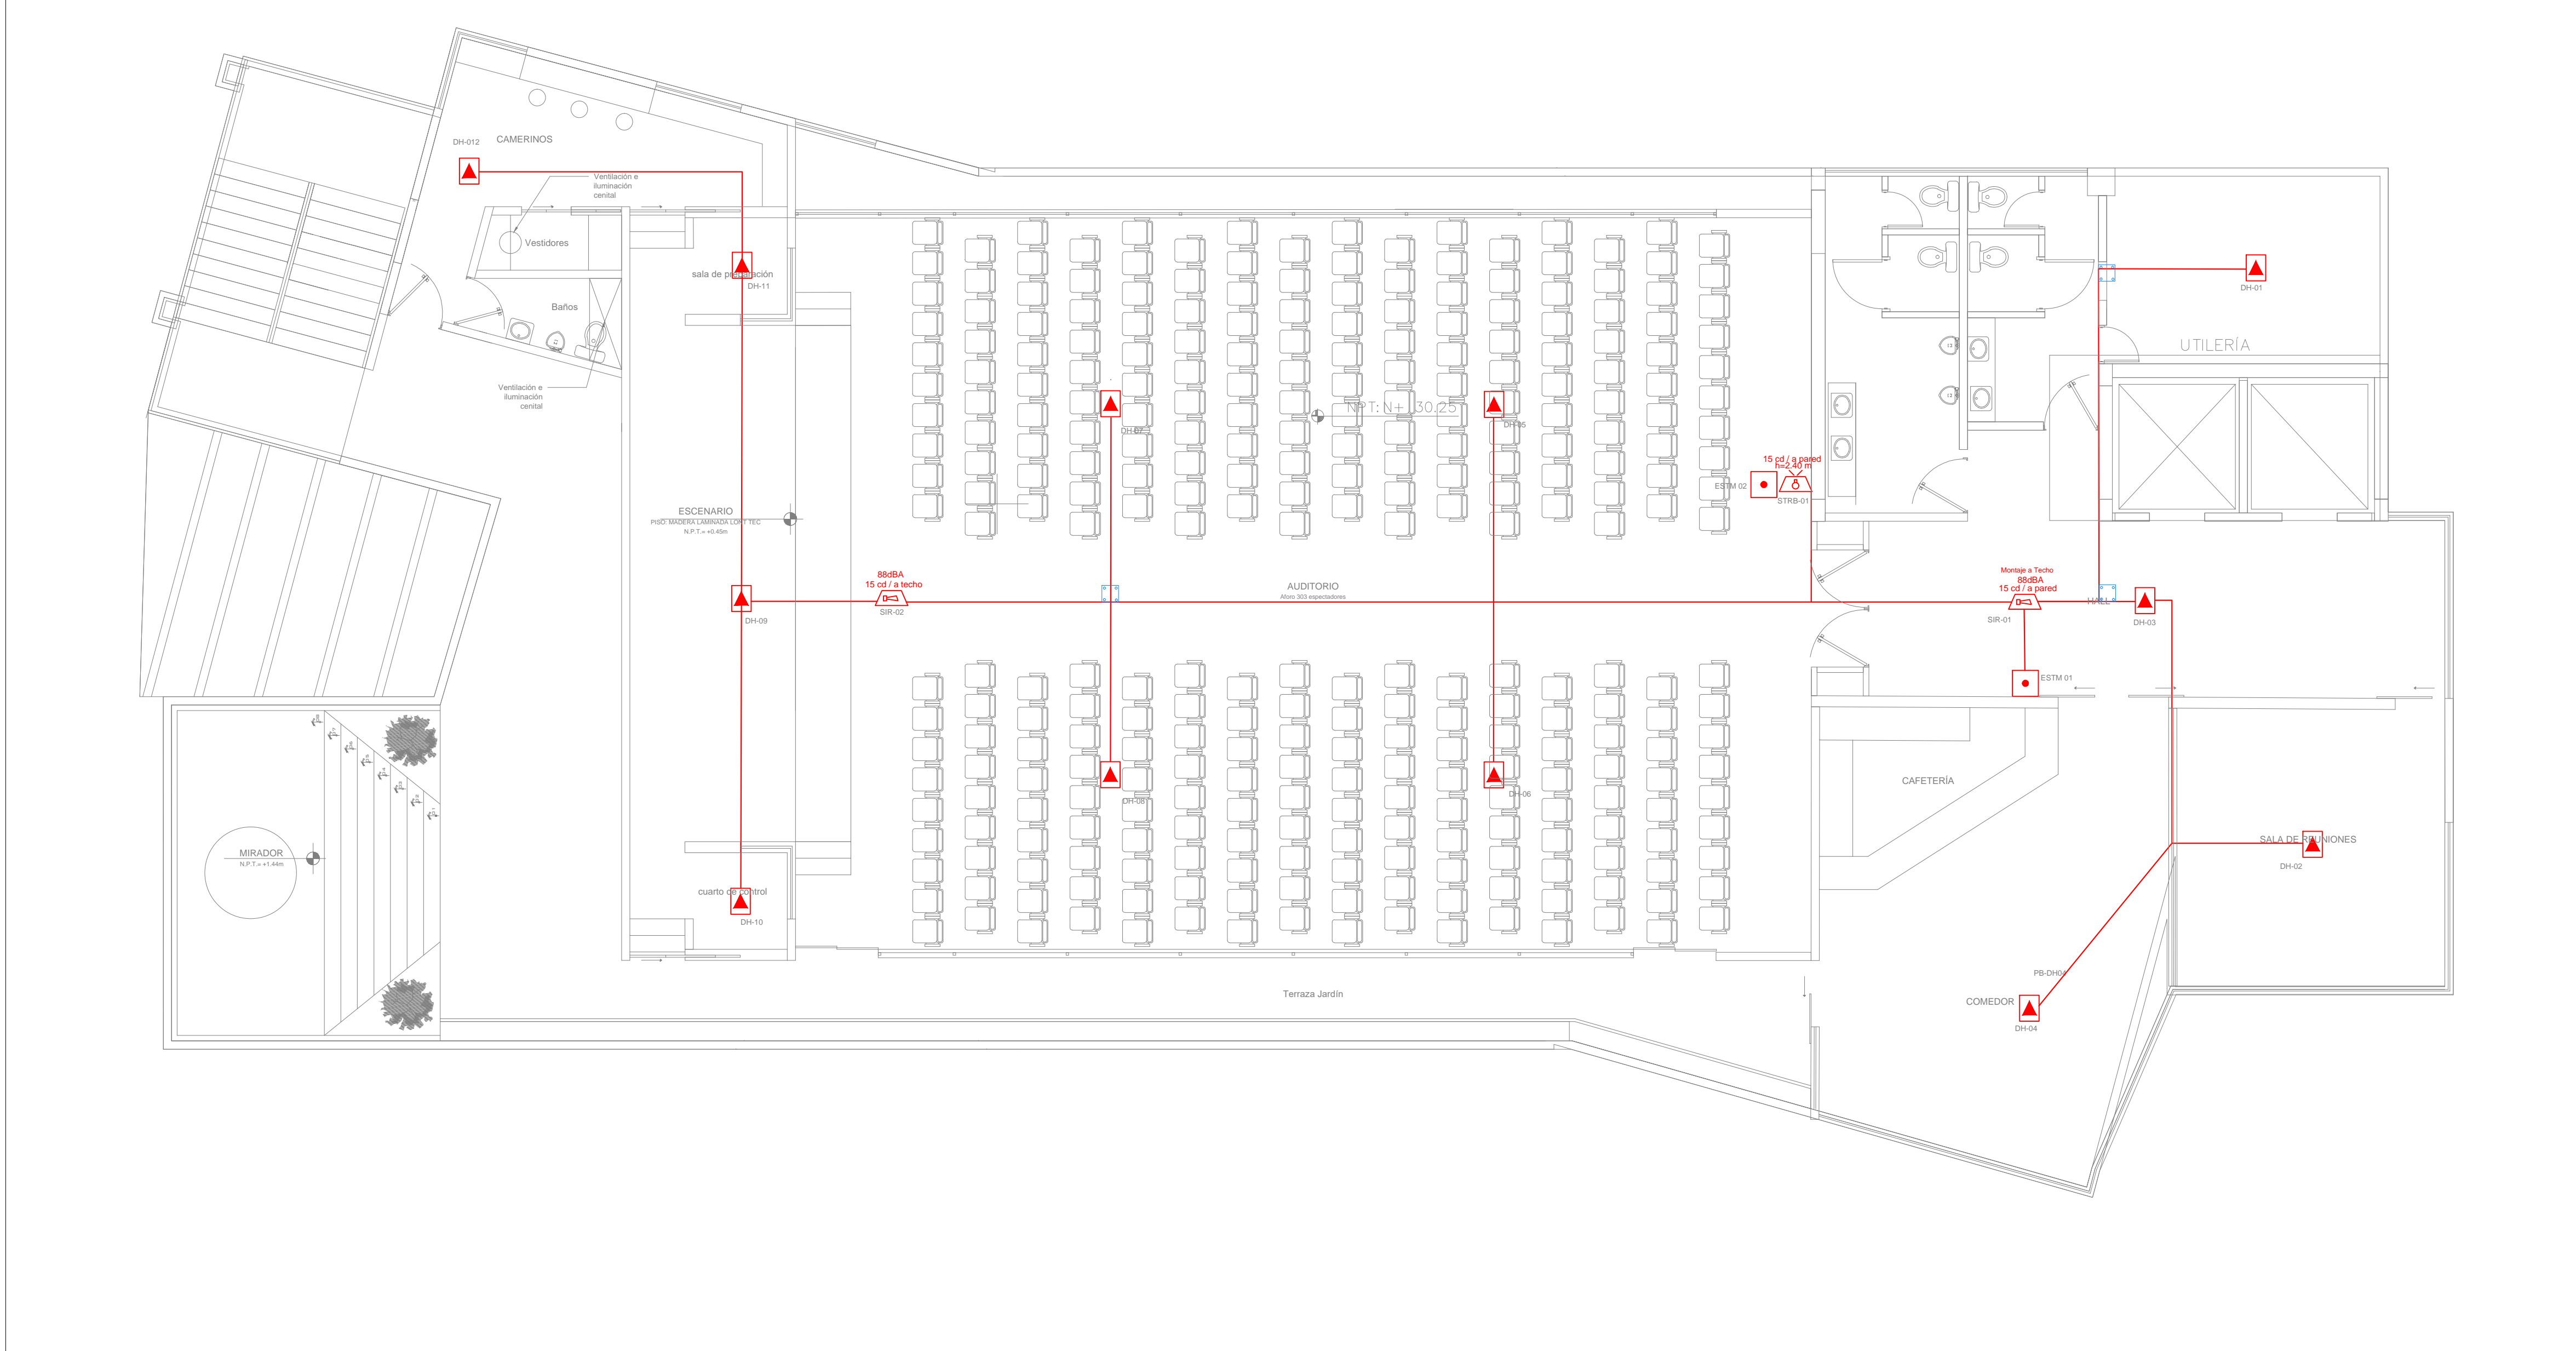 DH-012
CAMERINOS
Ventilación e
iluminación
cenital
Vestidores
sala de preparación
DH-11
Baños
Ventilación e
iluminación
cenital
DH-01
UTILERÍA
NPT: N+ 130.25
DH-07
DH-05
15 cd / a pared
h=2.40 m
ESTM 02
STRB-01
ESCENARIO
N.P.T.= +0.45m
88dBA
15 cd / a techo
SIR-02
AUDITORIO
Aforo 303 espectadores
Montaje a Techo
88dBA
15 cd / a pared
HALL
SIR-01
DH-03
DH-09
ESTM 01
CAFETERÍA
DH-08
DH-06
MIRADOR
N.P.T.= +1.44m
SALA DE REUNIONES
DH-02
cuarto de control
DH-10
PB-DH04
Terraza Jardín
COMEDOR
DH-04